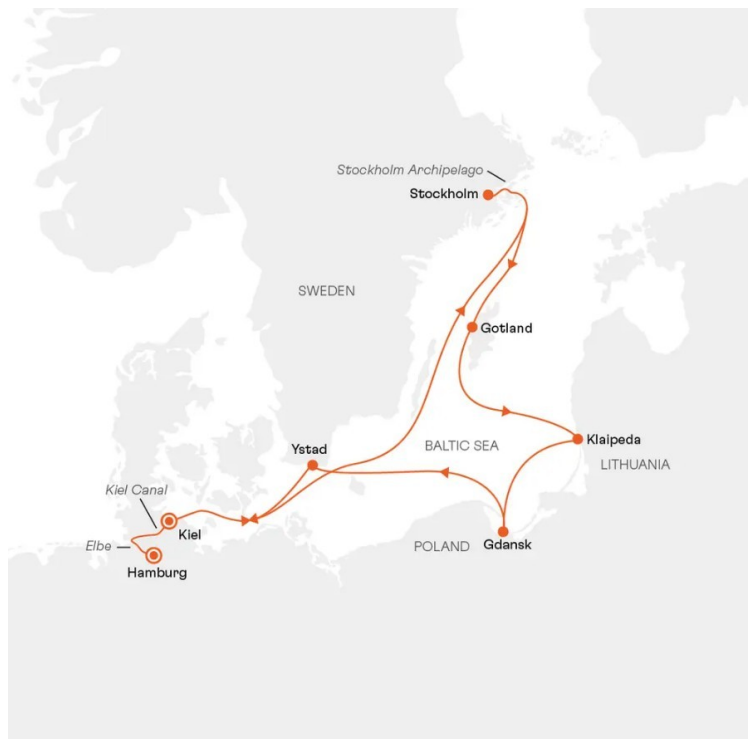 Stockholm Archipelago
Stockholm
SWEDEN
Gotland
Ystad
BALTIC SEA
Klaipeda
LITHUANIA
Kiel Canal
Kiel
Elbe
POLAND
Gdansk
Hamburg